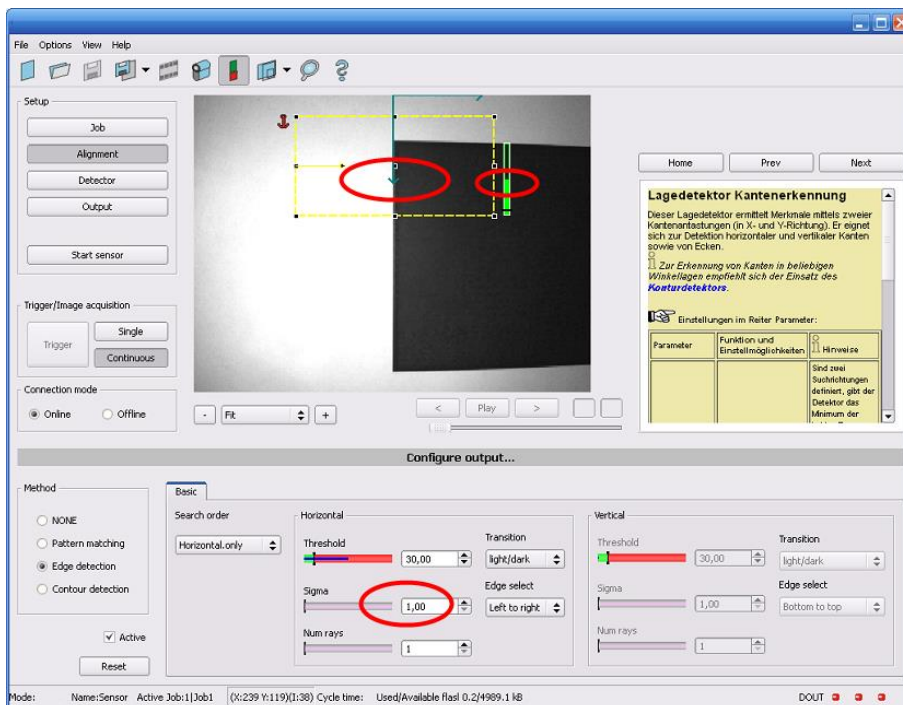 File Options View Help
Setup
Job
Alignment
Detector
Output
Start sensor
Trigger/Image acquisition
Trigger
Single
Continuous
Connection mode
Online Offline
- Fit +
< Play >
Home Prev Next
Lagedetektor Kantenerkennung
Dieser Lagedetektor ermittelt Merkmale mittels zweier
Kantenantastungen (in X- und Y-Richtung). Er eignet
sich zur Detektion horizontaler und vertikaler Kanten
sowie von Ecken.
Zur Erkennung von Kanten in beliebigen
Winkellagen empfiehlt sich der Einsatz des
Konturdetektors.
Einstellungen im Reiter Parameter:
Parameter
Funktion und
Einstellmöglichkeiten
Hinweise
Sind zwei
Suchrichtungen
definiert, gibt der
Detektor das
Minimum der
Configure output...
Method
NONE
Pattern matching
Edge detection
Contour detection
Active
Reset
Basic
Search order
Horizontal.only
Horizontal
Threshold
30,00
Transition
light/dark
Sigma
1,00
Edge select
Left to right
Num rays
1
Vertical
Threshold
30,00
Transition
light/dark
Sigma
1,00
Edge select
Bottom to top
Num rays
1
Mode: Name:Sensor Active Job:1|Job1 (X:239 Y:119)(I:38) Cycle time: Used/Available flasl 0.2/4989.1 kB DOUT